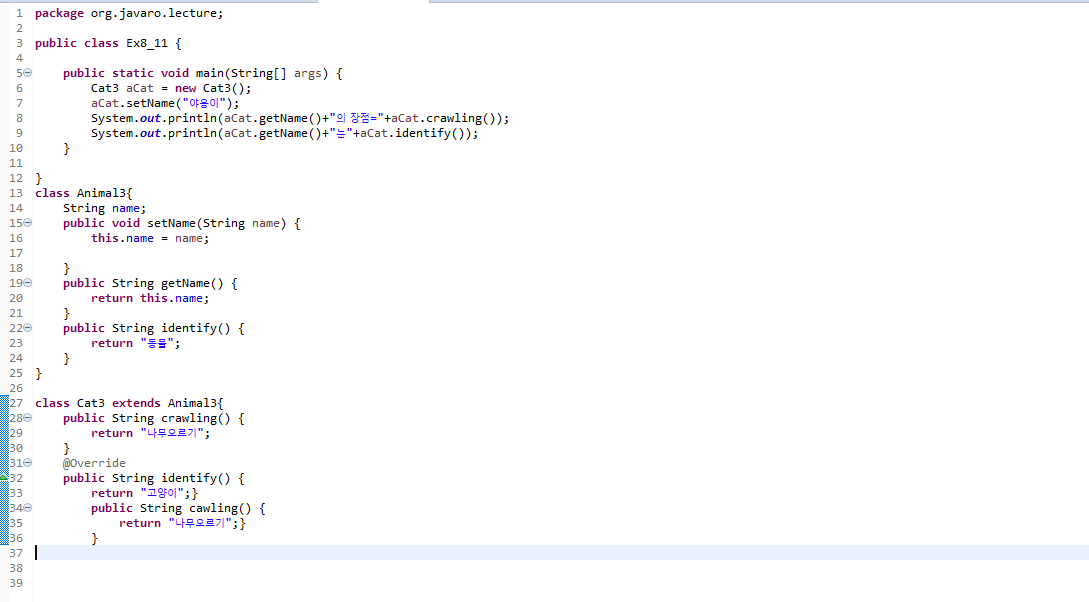 1 package org.javaro.lecture;
2
3 public class Ex8_11 {
4
5 public static void main(String[] args) {
6 Cat3 aCat = new Cat3();
7 aCat.setName("야옹이");
8 System.out.println(aCat.getName()+"의 장점="+aCat.crawling());
9 System.out.println(aCat.getName()+"는"+aCat.identify());
10 }
11
12 }
13 class Animal3{
14 String name;
15 public void setName(String name) {
16 this.name = name;
17
18 }
19 public String getName() {
20 return this.name;
21 }
22 public String identify() {
23 return "동물";
24 }
25 }
26
27 class Cat3 extends Animal3{
28 public String crawling() {
29 return "나무오르기";
30 }
31 @Override
32 public String identify() {
33 return "고양이";}
34 public String cawling() {
35 return "나무오르기";}
36 }
37
38
39